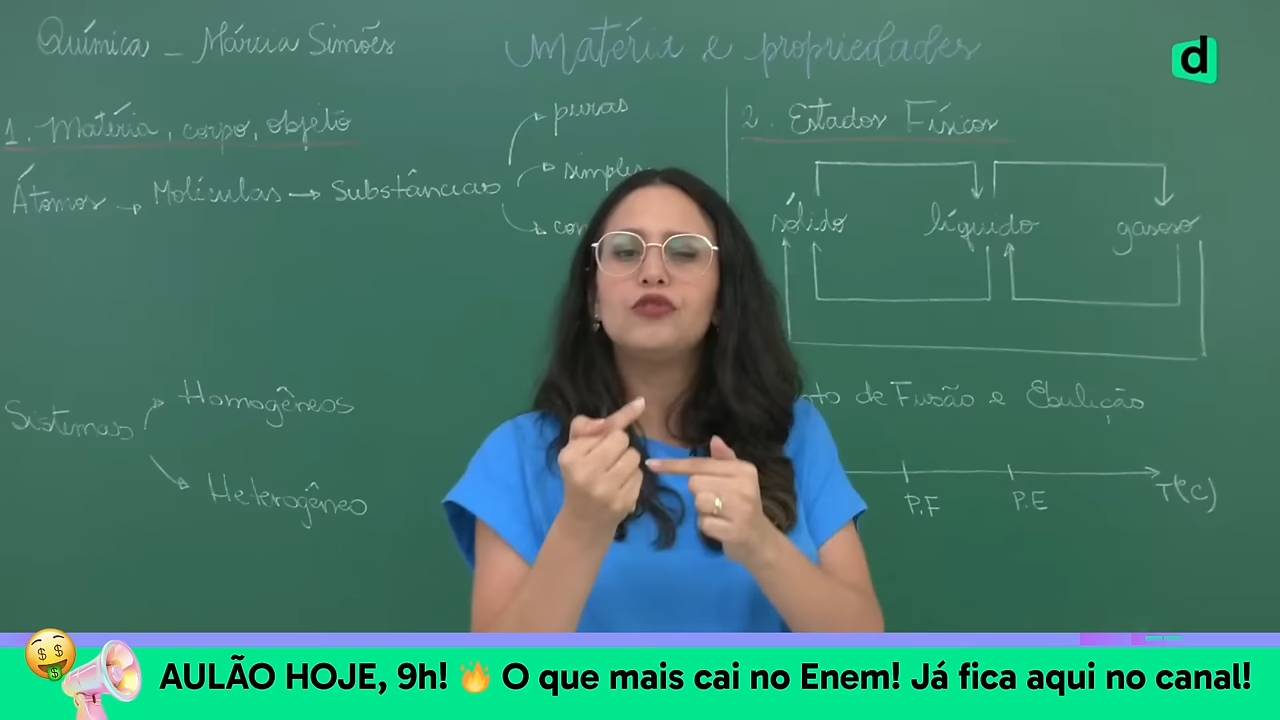 Química - Márcia Simões
matéria e propriedades
d
1. Matéria, corpo, objeto
Átomos → Moléculas → Substâncias
puras
simples
2. Estados Físicos
sólido líquido gasoso
Sistemas
Homogêneos
Heterogêneo
de Fusão e Ebulição
P.F
P.E
T(°C)
AULÃO HOJE, 9h! 🔥 O que mais cai no Enem! Já fica aqui no canal!